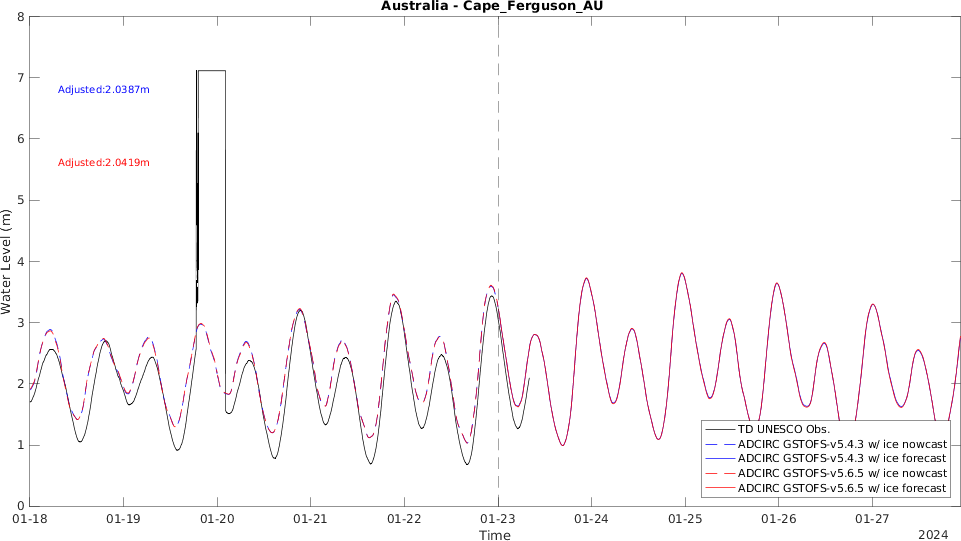 Australia - Cape_Ferguson_AU
8
7
6
5
4
3
2
1
0
Water Level (m)
Adjusted:2.0387m
Adjusted:2.0419m
TD UNESCO Obs.
ADCIRC GSTOFS-v5.4.3 w/ ice nowcast
ADCIRC GSTOFS-v5.4.3 w/ ice forecast
ADCIRC GSTOFS-v5.6.5 w/ ice nowcast
ADCIRC GSTOFS-v5.6.5 w/ ice forecast
01-18 01-19 01-20 01-21 01-22 01-23 01-24 01-25 01-26 01-27
Time
2024